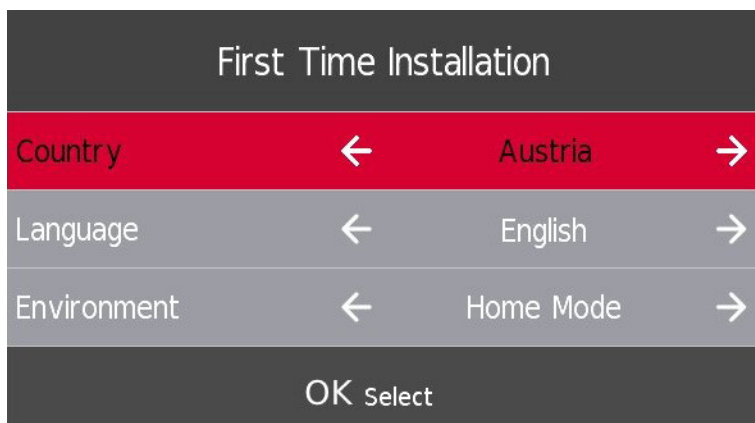 First Time Installation
Country ← Austria →
Language ← English →
Environment ← Home Mode →
OK Select